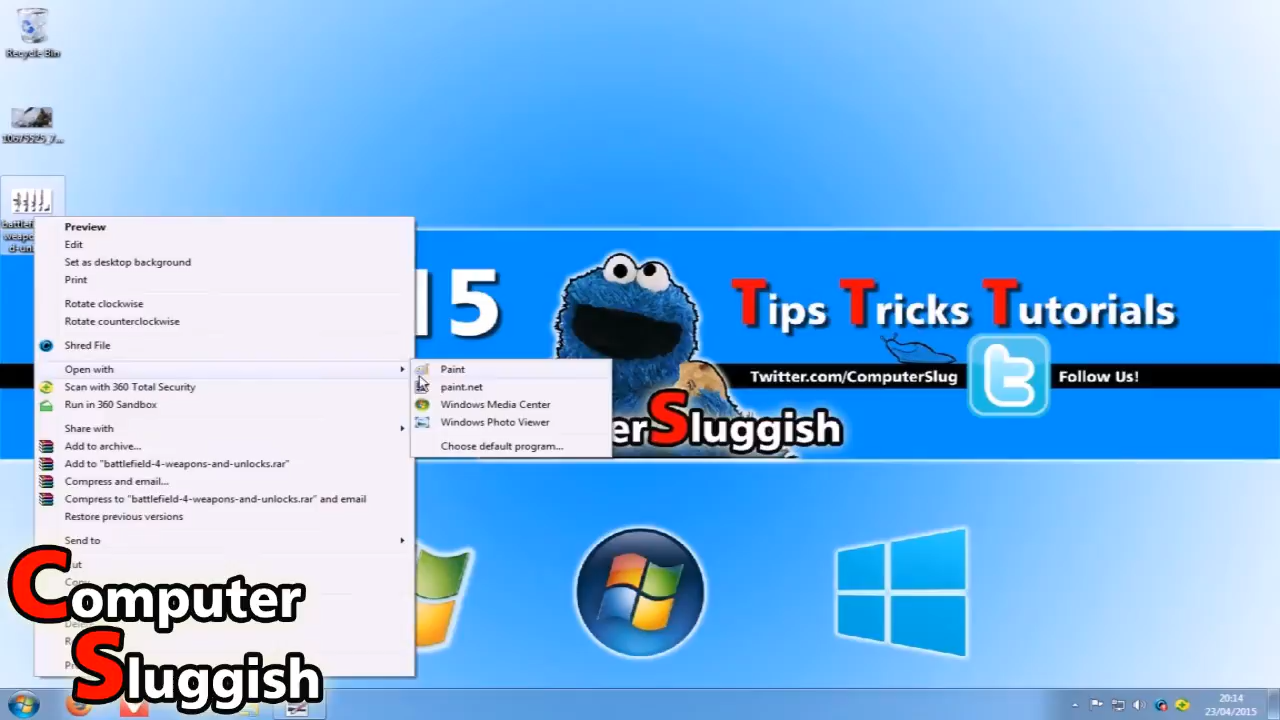 Recycle Bin
Preview
Edit
Set as desktop background
Print
Rotate clockwise
Rotate counterclockwise
Shred File
Open with
Scan with 360 Total Security
Run in 360 Sandbox
Share with
Add to archive...
Add to "battlefield-4-weapons-and-unlocks.rar"
Compress and email...
Compress to "battlefield-4-weapons-and-unlocks.rar" and email
Restore previous versions
Send to
Paint
paint.net
Windows Media Center
Windows Photo Viewer
Choose default program...
15
Tips Tricks Tutorials
Twitter.com/ComputerSlug
Follow Us!
erSluggish
Computer
Sluggish
20:14
23/04/2015